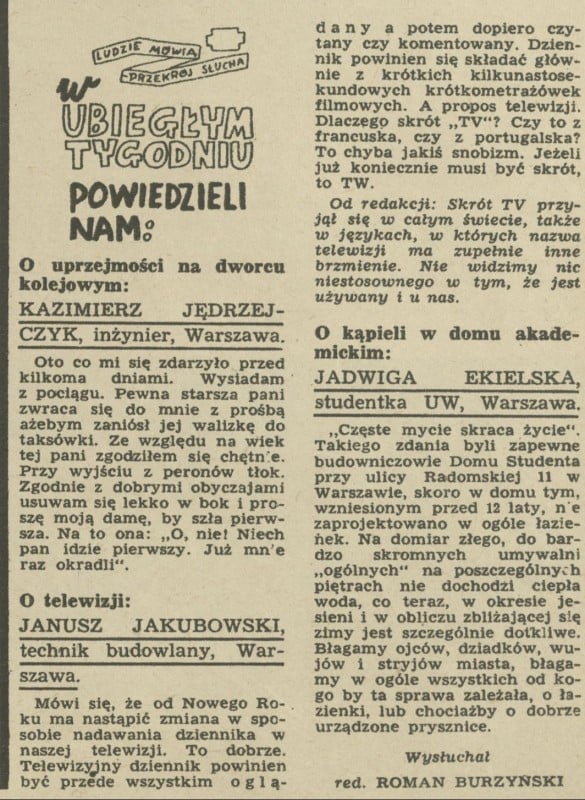 LUDZIE MÓWIĄ
PRZEKRÓJ SŁUCHA
W
UBIEGŁYM
TYGODNIU
POWIEDZIELI
NAM:
O uprzejmości na dworcu
kolejowym:
KAZIMIERZ JĘDRZEJ-
CZYK, inżynier, Warszawa.
Oto co mi się zdarzyło przed
kilkoma dniami. Wysiadam
z pociągu. Pewna starsza pani
zwraca się do mnie z prośbą
ażebym zaniósł jej walizkę do
taksówki. Ze względu na wiek
tej pani zgodziłem się chętn'e.
Przy wyjściu z peronów tłok.
Zgodnie z dobrymi obyczajami
usuwam się lekko w bok i pro-
szę moją damę, by szła pierw-
sza. Na to ona: „O, nie! Niech
pan idzie pierwszy. Już mn'e
raz okradli".
O telewizji:
JANUSZ JAKUBOWSKI,
technik budowlany, War-
szawa.
Mówi się, że od Nowego Ro-
ku ma nastąpić zmiana w spo-
sobie nadawania dziennika w
naszej telewizji. To dobrze.
Telewizyjny dziennik powinien
być przede wszystkim oglą-
dany a potem dopiero czy-
tany czy komentowany. Dzien-
nik powinien się składać głów-
nie z krótkich kilkunastose-
kundowych krótkometrażówek
filmowych. A propos telewizji.
Dlaczego skrót „TV"? Czy to z
francuska, czy z portugalska?
To chyba jakiś snobizm. Jeżeli
już koniecznie musi być skrót,
to TW.
Od redakcji: Skrót TV przy-
jął się w całym świecie, także
w językach, w których nazwa
telewizji ma zupełnie inne
brzmienie. Nie widzimy nic
niestosownego w tym, że jest
używany i u nas.
O kąpieli w domu akade-
mickim:
JADWIGA EKIELSKA,
studentka UW, Warszawa.
„Częste mycie skraca życie".
Takiego zdania byli zapewne
budowniczowie Domu Studenta
przy ulicy Radomskiej 11 w
Warszawie, skoro w domu tym,
wzniesionym przed 12 laty, n'e
zaprojektowano w ogóle łazie-
nek. Na domiar złego, do bar-
dzo skromnych umywalni
„ogólnych" na poszczególnych
piętrach nie dochodzi ciepła
woda, co teraz, w okresie je-
sieni i w obliczu zbliżającej się
zimy jest szczególnie dotkliwe.
Błagamy ojców, dziadków, wu-
jów i stryjów miasta, błaga-
my w ogóle wszystkich od ko-
go by ta sprawa zależała, o ła-
zienki, lub chociażby o dobrze
urządzone prysznice.
Wysłuchał
red. ROMAN BURZYŃSKI